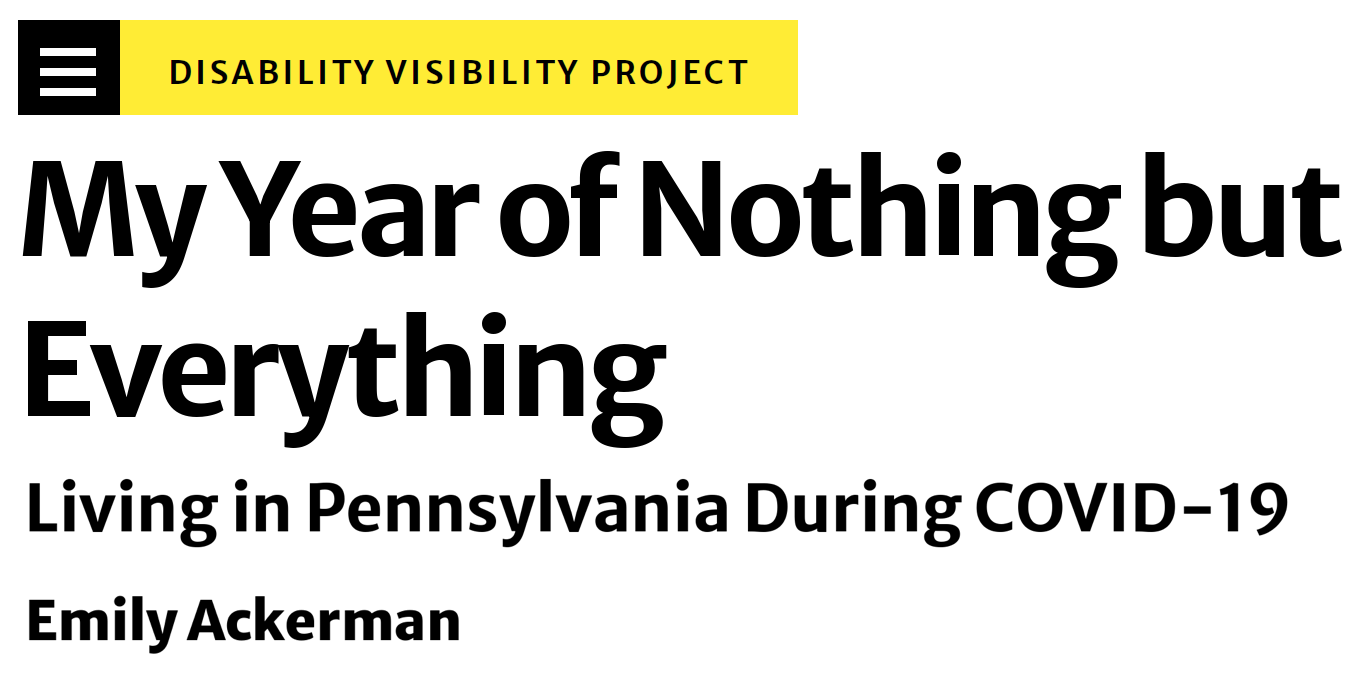 DISABILITY VISIBILITY PROJECT
My Year of Nothing but
Everything
Living in Pennsylvania During COVID-19
Emily Ackerman